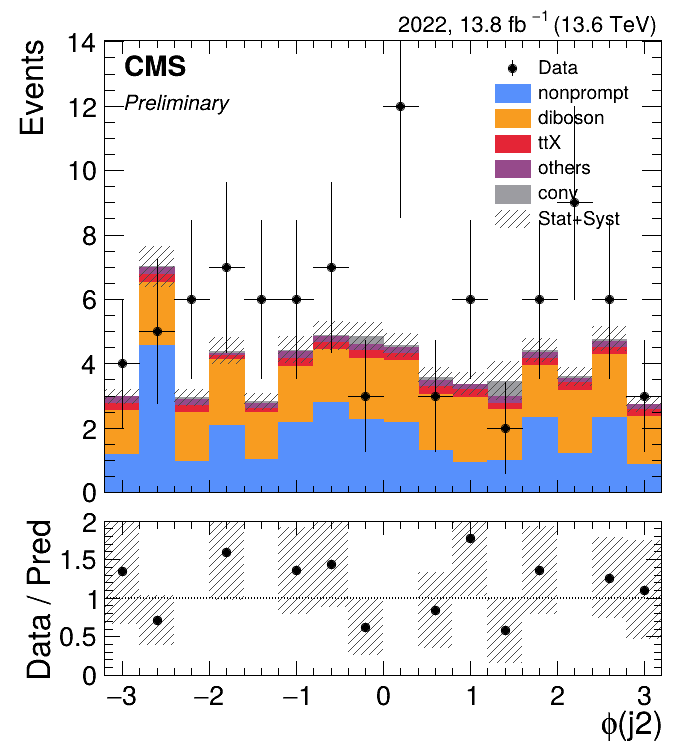 2022, 13.8 fb⁻¹ (13.6 TeV)
Events
14
12
10
8
6
4
2
0
CMS
Preliminary
Data
nonprompt
diboson
ttX
others
conv
Stat+Syst
Data / Pred
2
1.5
1
0.5
0
−3
−2
−1
0
1
2
3
ϕ(j2)